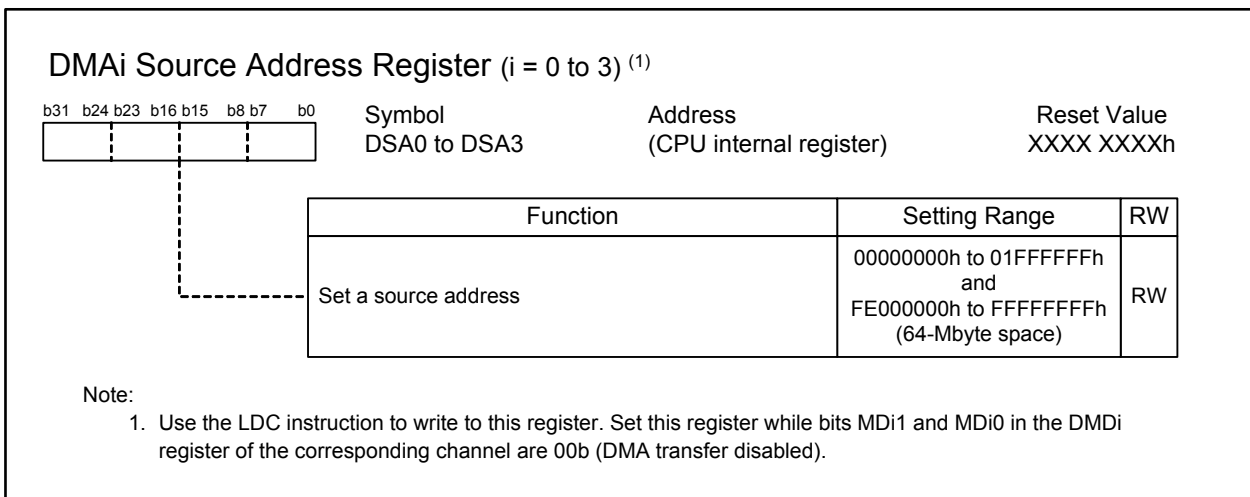 DMAi Source Address Register (i = 0 to 3) (1)
b31 b24 b23 b16 b15 b8 b7 b0
Symbol Address Reset Value
DSA0 to DSA3 (CPU internal register) XXXX XXXXh
Function Setting Range RW
Set a source address
00000000h to 01FFFFFFh
and
FE000000h to FFFFFFFFh
(64-Mbyte space)
RW
Note:
1. Use the LDC instruction to write to this register. Set this register while bits MDi1 and MDi0 in the DMDi
register of the corresponding channel are 00b (DMA transfer disabled).